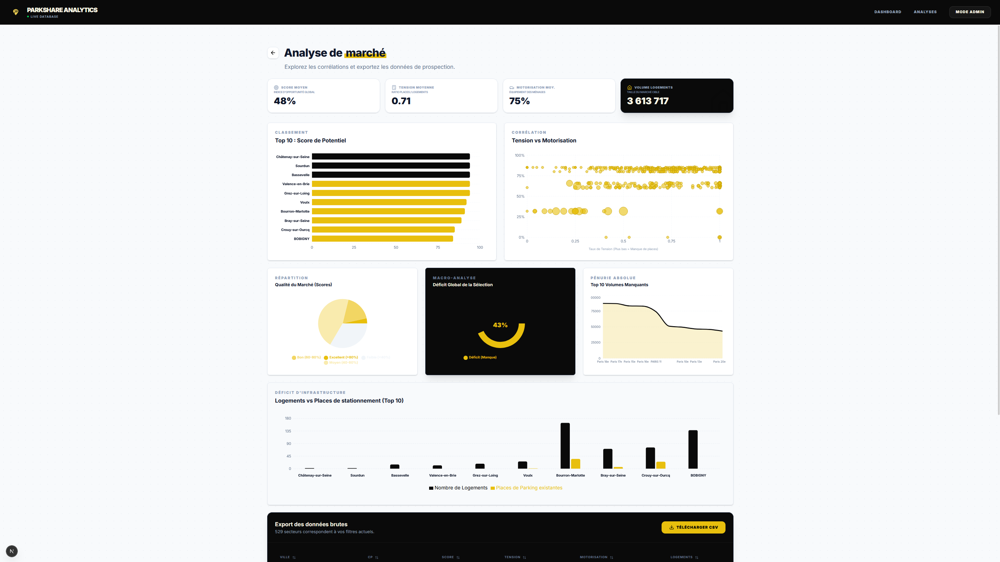 PARKSHARE ANALYTICS
LIVE DATABASE
DASHBOARD
ANALYSES
MODE ADMIN
Analyse de marché
Explorez les corrélations et exportez les données de prospection.
SCORE MOYEN
INDICE D'OPPORTUNITÉ GLOBAL
48%
TENSION MOYENNE
RATIO PLACES / LOGEMENTS
0.71
MOTORISATION MOY.
ÉQUIPEMENT DES MÉNAGES
75%
VOLUME LOGEMENTS
TAILLE DU MARCHÉ CIBLE
3 613 717
CLASSEMENT
Top 10 : Score de Potentiel
Châtenay-sur-Seine
Sourdun
Bassevelle
Valence-en-Brie
Grez-sur-Loing
Voulx
Bourron-Marlotte
Bray-sur-Seine
Crouy-sur-Ourcq
BOBIGNY
0 25 50 75 100
CORRÉLATION
Tension vs Motorisation
100%
75%
50%
25%
0%
0 0.25 0.5 0.75 1
Taux de Tension (Plus bas = Manque de places)
RÉPARTITION
Qualité du Marché (Scores)
Bon (60-80%) Excellent (>80%) Faible (<40%)
Moyen (40-60%)
MACRO-ANALYSE
Déficit Global de la Sélection
43%
Déficit (Manque)
PÉNURIE ABSOLUE
Top 10 Volumes Manquants
00000
75000
50000
25000
0
Paris 18e Paris 17e Paris 15e Paris 16e PARIS 11 Paris 10e Paris 13e Paris 20e
DÉFICIT D'INFRASTRUCTURE
Logements vs Places de stationnement (Top 10)
180
135
90
45
0
Châtenay-sur-Seine Sourdun Bassevelle Valence-en-Brie Grez-sur-Loing Voulx Bourron-Marlotte Bray-sur-Seine Crouy-sur-Ourcq BOBIGNY
Nombre de Logements Places de Parking existantes
Export des données brutes
529 secteurs correspondent à vos filtres actuels.
TÉLÉCHARGER CSV
VILLE CP SCORE TENSION MOTORISATION LOGEMENTS
N